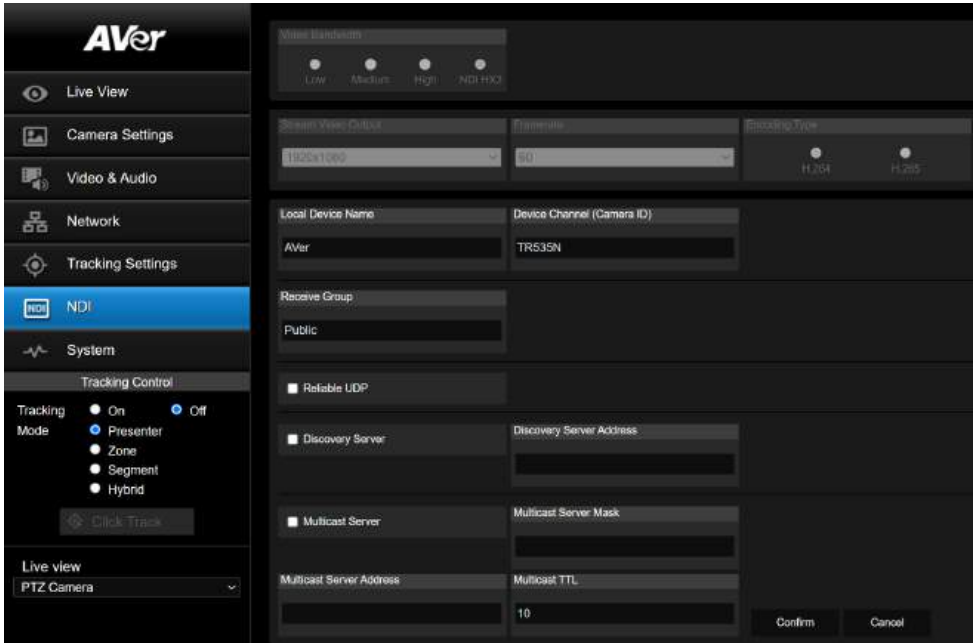 AVer
Live View
Camera Settings
Video & Audio
Network
Tracking Settings
NDI NDI
System
Tracking Control
Tracking On Off
Mode Presenter
Zone
Segment
Hybrid
Click Track
Live view
PTZ Camera
Video Bandwidth
Low Medium High NDI HX3
Stream Video Output Framerate Encoding Type
1920x1080 60 H.264 H.265
Local Device Name Device Channel (Camera ID)
AVer TR535N
Receive Group
Public
Reliable UDP
Discovery Server Discovery Server Address
Multicast Server Multicast Server Mask
Multicast Server Address Multicast TTL
10
Confirm Cancel